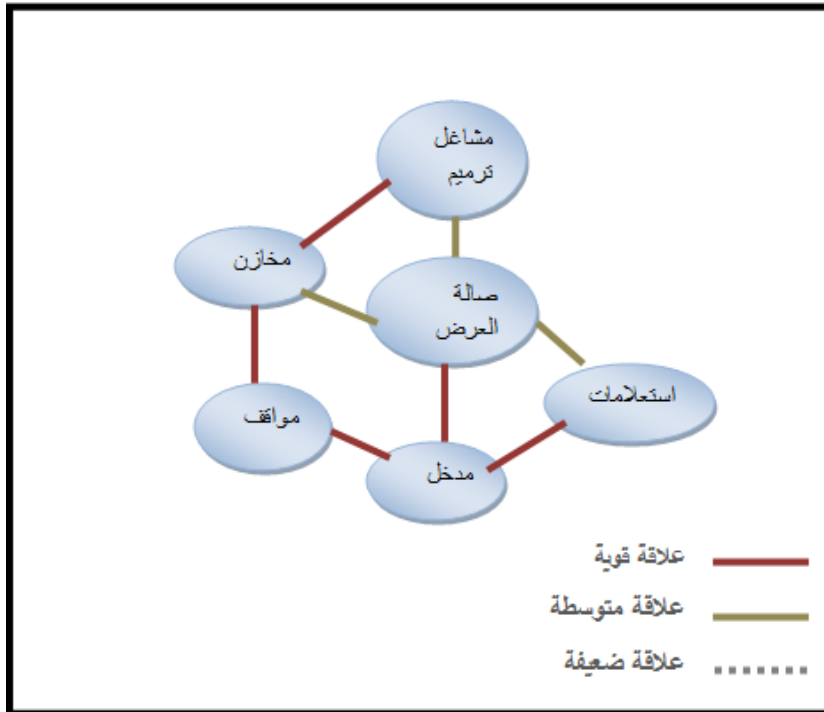 مشاغل
ترميم
مخازن
صالة
العرض
استعلامات
مواقف
مدخل
علاقة قوية
علاقة متوسطة
علاقة ضعيفة